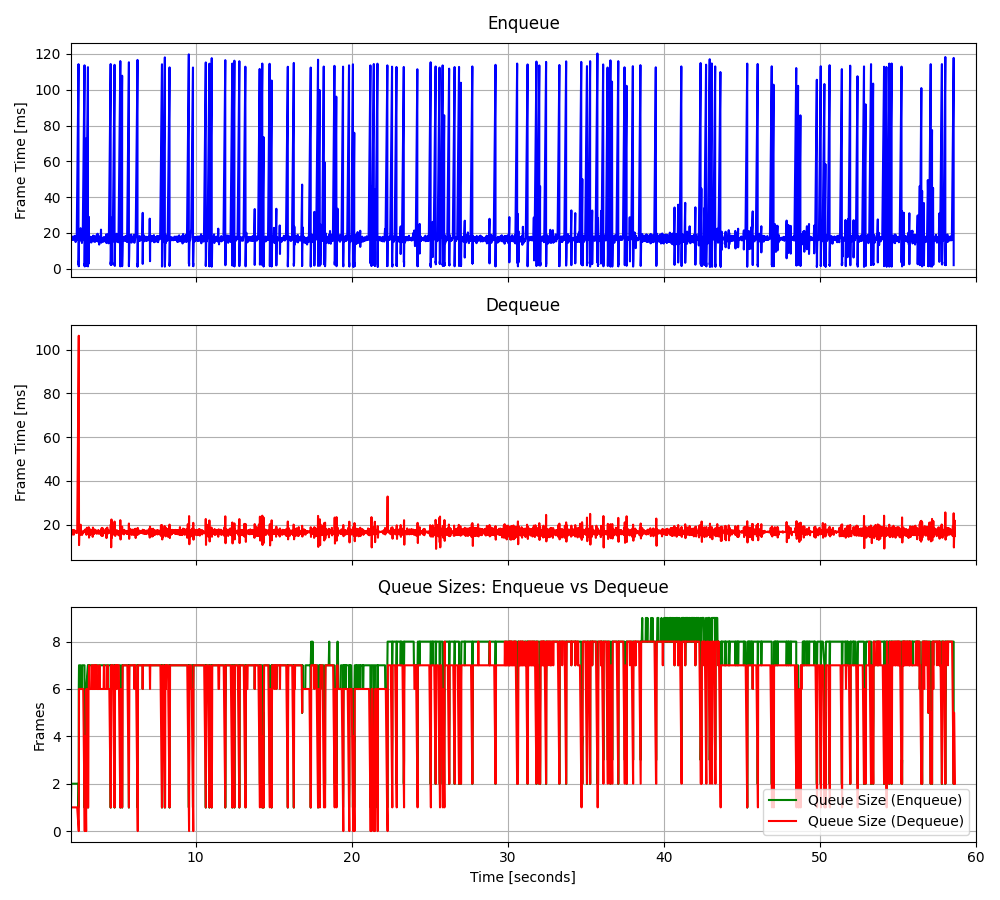 Enqueue
Frame Time [ms]
120
100
80
60
40
20
0
Dequeue
Frame Time [ms]
100
80
60
40
20
Queue Sizes: Enqueue vs Dequeue
Frames
8
6
4
2
0
Queue Size (Enqueue)
Queue Size (Dequeue)
10 20 30 40 50 60
Time [seconds]